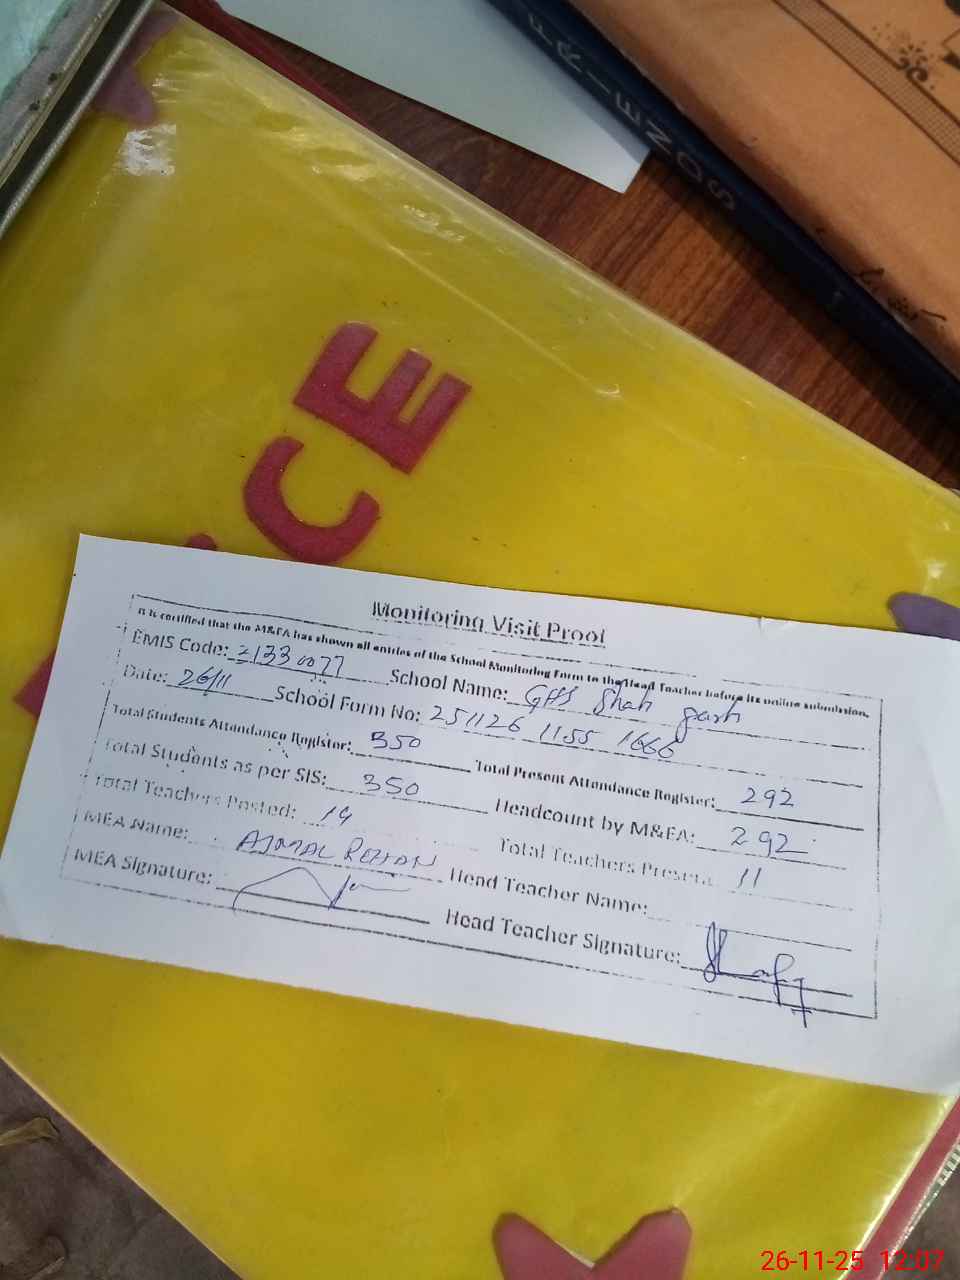 FRIENDS
ICE
Monitoring Visit Proof
It is certified that the M&EA has shown all entries of the School Monitoring Form to the Head Teacher before its online submission.
EMIS Code: 21330077 School Name: GHS Shah garh
Date: 26/11 School Form No: 251126 1155 1666
Total Students Attendance Register: 350 Total Present Attendance Register: 292
Total Students as per SIS: 350 Headcount by M&EA: 292
Total Teachers Posted: 14 Total Teachers Present: 11
MEA Name: AJMAL REHAN Head Teacher Name:
MEA Signature: Head Teacher Signature:
26-11-25 12:07